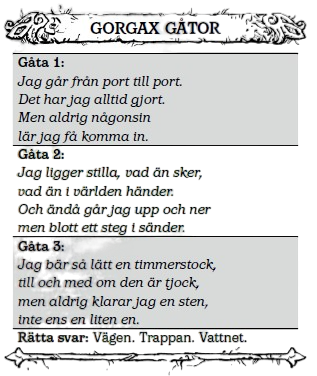 GORGAX GÅTOR
Gåta 1:
Jag går från port till port.
Det har jag alltid gjort.
Men aldrig någonsin
lär jag få komma in.
Gåta 2:
Jag ligger stilla, vad än sker,
vad än i världen händer.
Och ändå går jag upp och ner
men blott ett steg i sänder.
Gåta 3:
Jag bär så lätt en timmerstock,
till och med om den är tjock,
men aldrig klarar jag en sten,
inte ens en liten en.
Rätta svar: Vägen. Trappan. Vattnet.